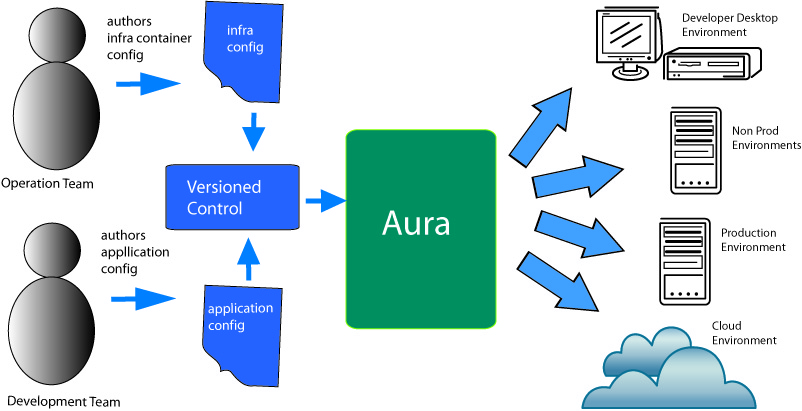 authors
infra container
config
Operation Team
infra
config
Versioned
Control
authors
appllication
config
Development Team
application
config
Aura
Developer Desktop
Environment
Non Prod
Environments
Production
Environment
Cloud
Environment